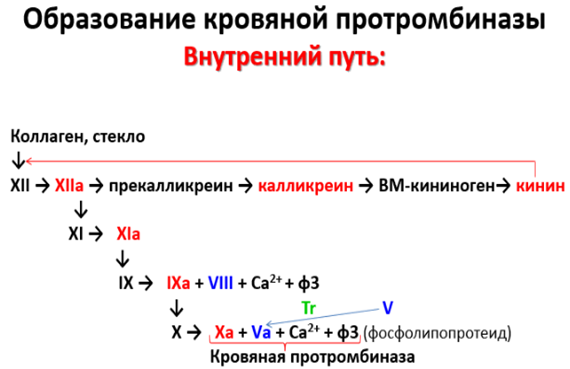 Образование кровяной протромбиназы
Внутренний путь:
Коллаген, стекло
↓
XII → XIIa → прекалликреин → калликреин → ВМ-кининоген → кинин
↓
XI → XIa
↓
IX → IXa + VIII + Ca²⁺ + ф3
↓ Tr V
X → Xa + Va + Ca²⁺ + ф3 (фосфолипопротеид)
Кровяная протромбиназа